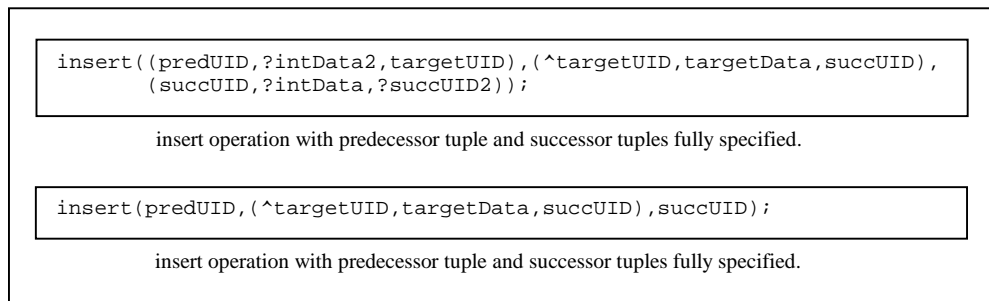 insert((predUID,?intData2,targetUID),(^targetUID,targetData,succUID),
(succUID,?intData,?succUID2));
insert operation with predecessor tuple and successor tuples fully specified.
insert(predUID,(^targetUID,targetData,succUID),succUID);
insert operation with predecessor tuple and successor tuples fully specified.